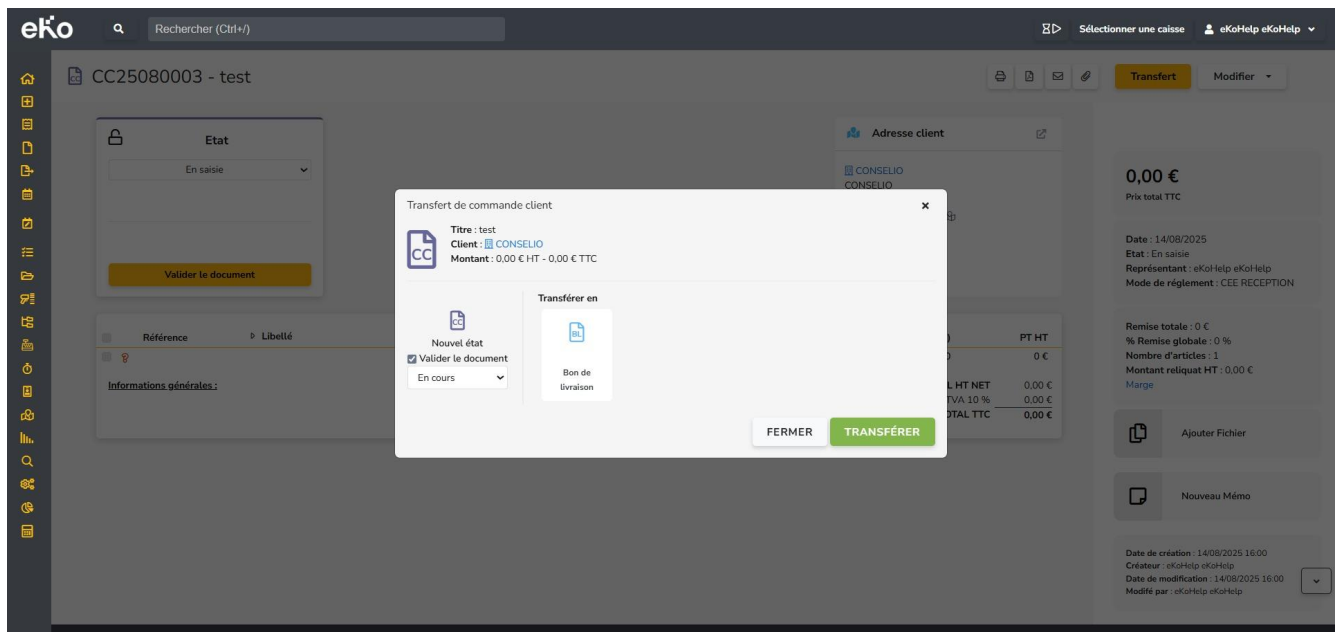 eko
Rechercher (Ctrl+/)
Sélectionner une caisse
eKoHelp eKoHelp
CC25080003 - test
Transfert
Modifier
Etat
En saisie
Valider le document
Adresse client
CONSELIO
CONSELIO
Transfert de commande client
Titre : test
Client : CONSELIO
Montant : 0,00 € HT - 0,00 € TTC
CC
Nouvel état
Valider le document
En cours
Transférer en
BL
Bon de
livraison
FERMER
TRANSFÉRER
Référence
Libellé
PT HT
0 €
Informations générales :
L HT NET 0,00 €
TVA 10 % 0,00 €
OTAL TTC 0,00 €
0,00 €
Prix total TTC
Date : 14/08/2025
Etat : En saisie
Représentant : eKoHelp eKoHelp
Mode de réglement : CEE RECEPTION
Remise totale : 0 €
% Remise globale : 0 %
Nombre d'articles : 1
Montant reliquat HT : 0,00 €
Marge
Ajouter Fichier
Nouveau Mémo
Date de création : 14/08/2025 16:00
Créateur : eKoHelp eKoHelp
Date de modification : 14/08/2025 16:00
Modifé par : eKoHelp eKoHelp